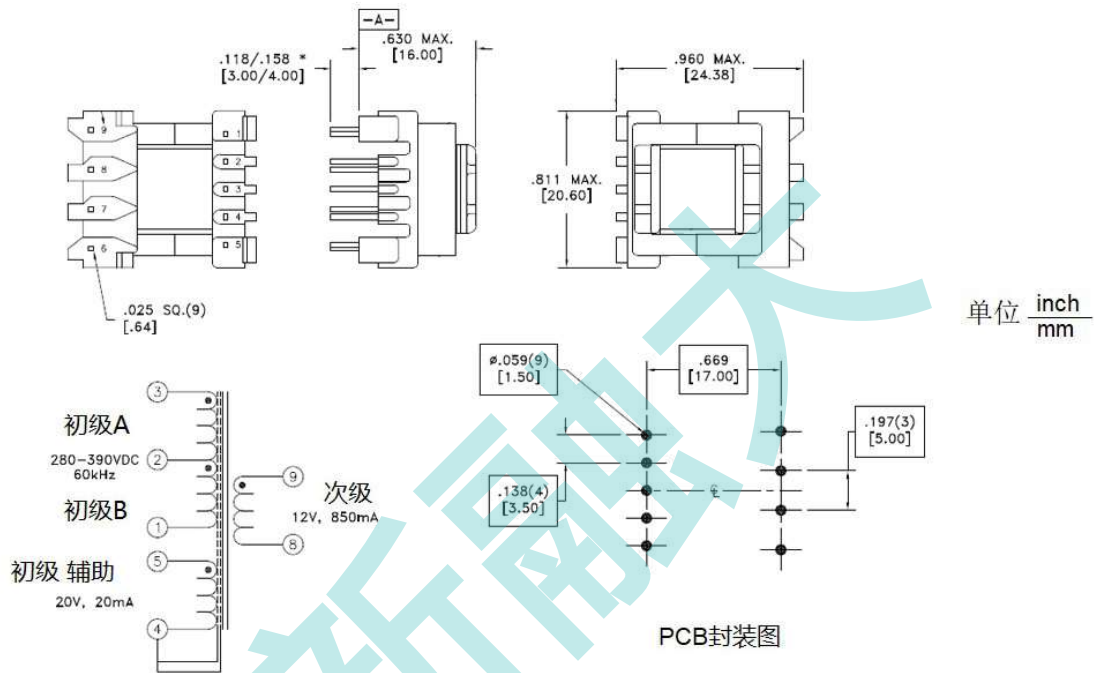 -A-
.630 MAX.
[16.00]
.118/.158 *
[3.00/4.00]
.960 MAX.
[24.38]
9
8
7
6
1
2
3
4
5
.811 MAX.
[20.60]
.025 SQ.(9)
[.64]
单位 inch
mm
ø.059(9)
[1.50]
.669
[17.00]
.197(3)
[5.00]
.138(4)
[3.50]
℄
PCB封装图
3
初级A
280-390VDC
60kHz
2
初级B
1
5
初级 辅助
20V, 20mA
4
9
次级
12V, 850mA
8
新融大